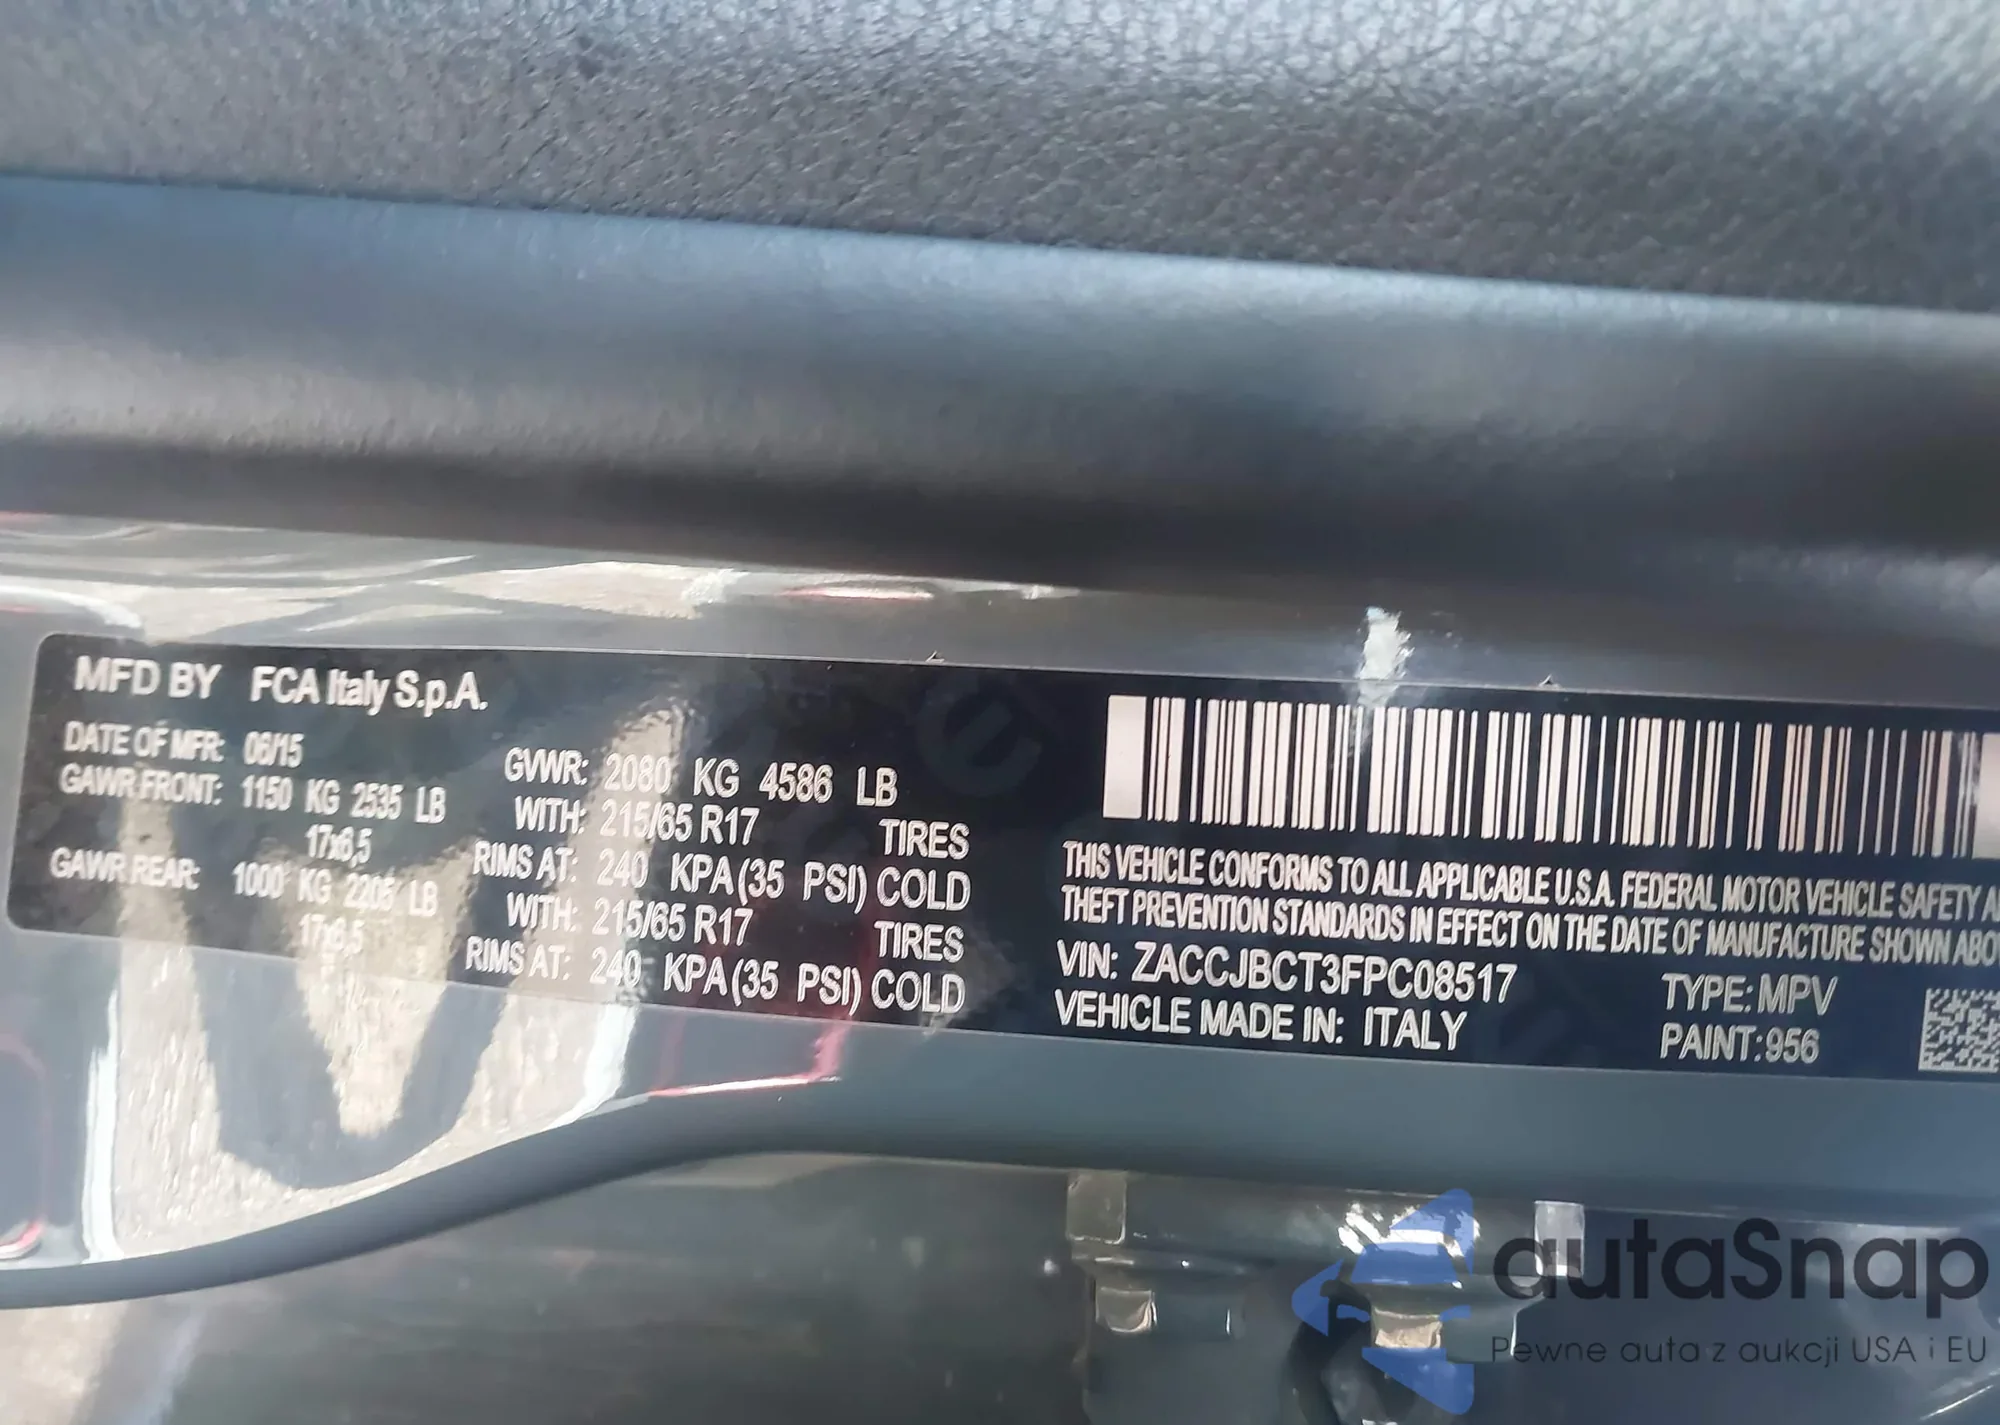 MFD BY FCA Italy S.p.A.
DATE OF MFR: 06/15
GAWR FRONT: 1150 KG 2535 LB
17x6,5
GAWR REAR: 1000 KG 2205 LB
17x6,5
GVWR: 2080 KG 4586 LB
WITH: 215/65 R17 TIRES
RIMS AT: 240 KPA(35 PSI) COLD
WITH: 215/65 R17 TIRES
RIMS AT: 240 KPA(35 PSI) COLD
THIS VEHICLE CONFORMS TO ALL APPLICABLE U.S.A. FEDERAL MOTOR VEHICLE SAFETY
THEFT PREVENTION STANDARDS IN EFFECT ON THE DATE OF MANUFACTURE SHOWN
VIN: ZACCJBCT3FPC08517
TYPE: MPV
VEHICLE MADE IN: ITALY
PAINT: 956
autaSnap
Pewne auta z aukcji USA i EU